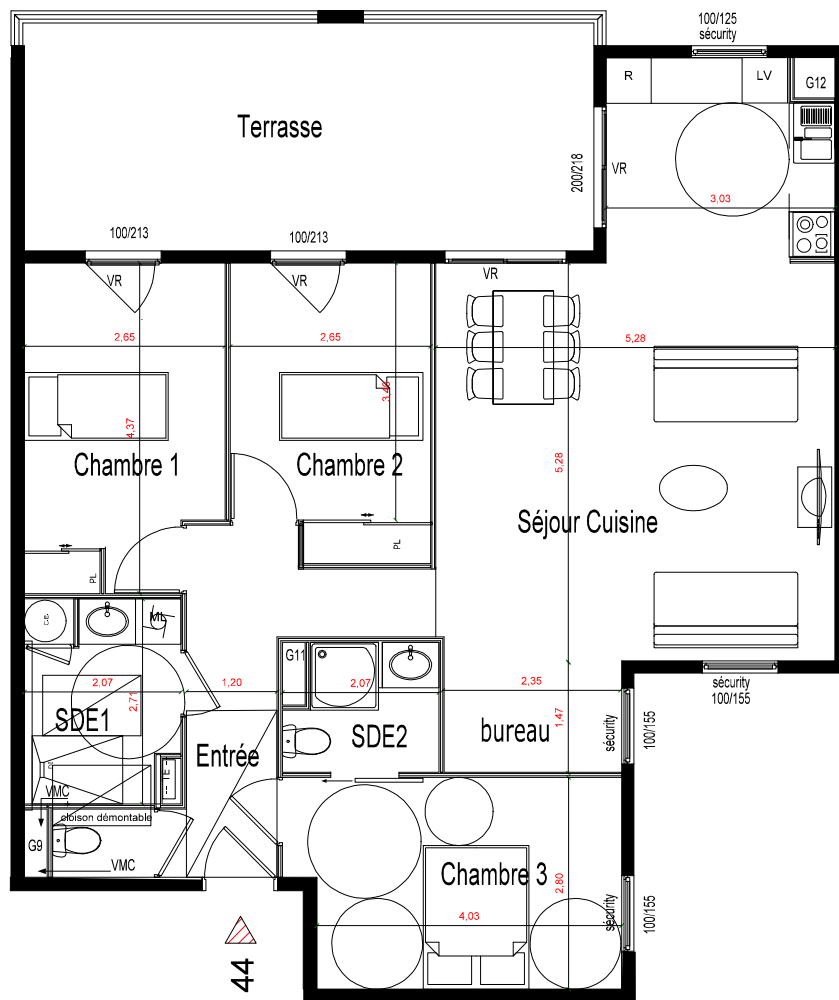 100/125
sécurity
R
LV
G12
Terrasse
200/218
VR
3,03
100/213
100/213
VR
VR
VR
2,65
2,65
5,28
4,37
3,48
5,28
Chambre 1
Chambre 2
Séjour Cuisine
PL
PL
C.E.
ML
G11
2,07
1,20
2,07
2,35
sécurity
100/155
2,71
1,47
SDE1
SDE2
bureau
sécurity
100/155
Entrée
VMC
cloison démontable
G9
VMC
Chambre 3
2,80
4,03
sécurity
100/155
44